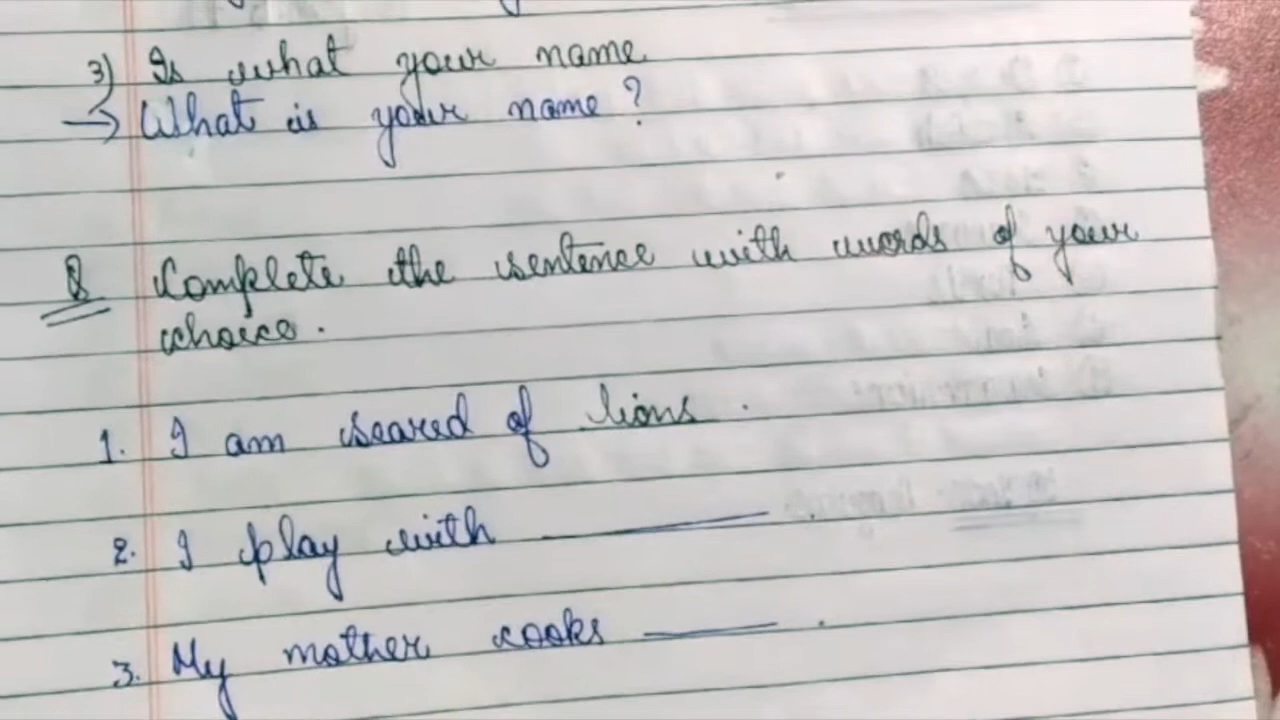 3) Is what your name
→ What is your name?
Q Complete the sentence with words of your
choice.
1. I am scared of lions.
2. I play with ______.
3. My mother cooks ____.